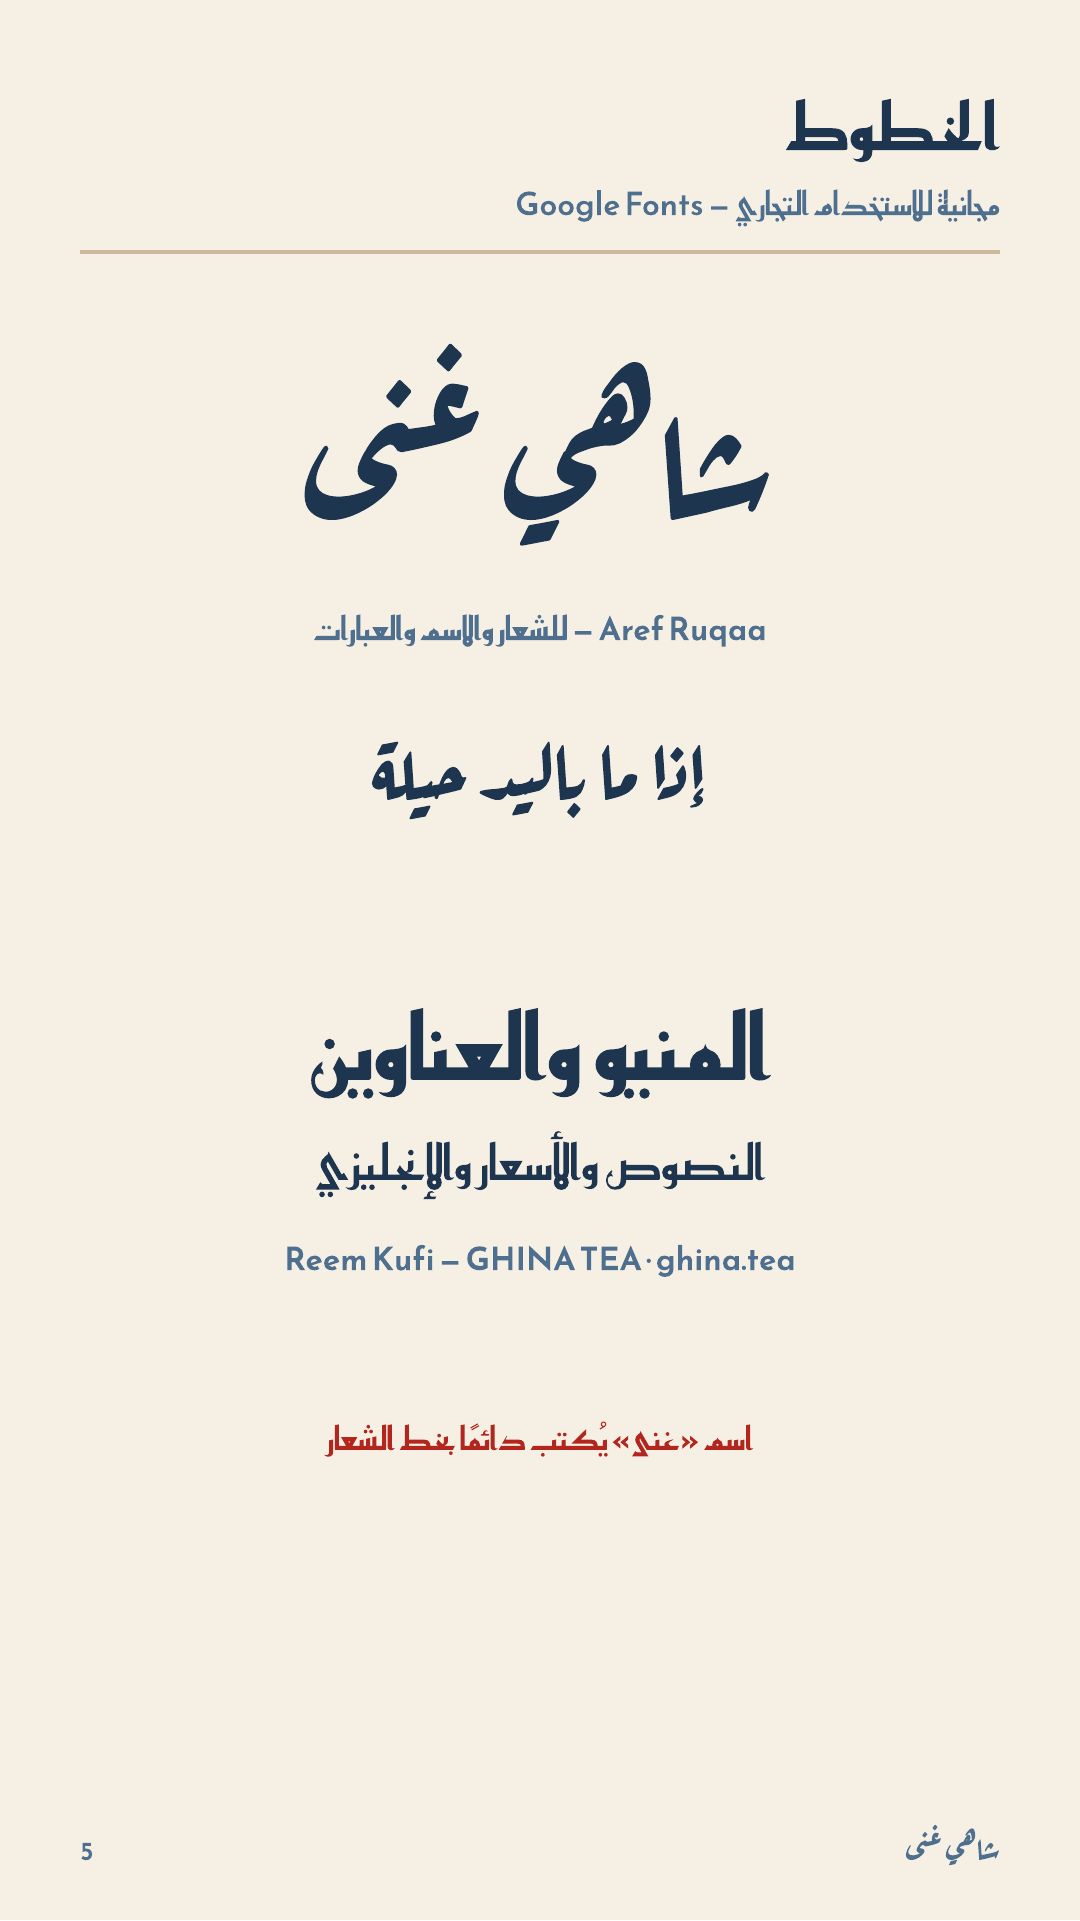 الخطوط
مجانية للاستخدام التجاري – Google Fonts
شاهي غنى
Aref Ruqaa – للشعار والاسم والعبارات
إذا ما باليد حيلة
المنيو والعناوين
النصوص والأسعار والإنجليزي
Reem Kufi – GHINA TEA · ghina.tea
اسم «غنى» يُكتب دائمًا بخط الشعار
شاهي غنى
5